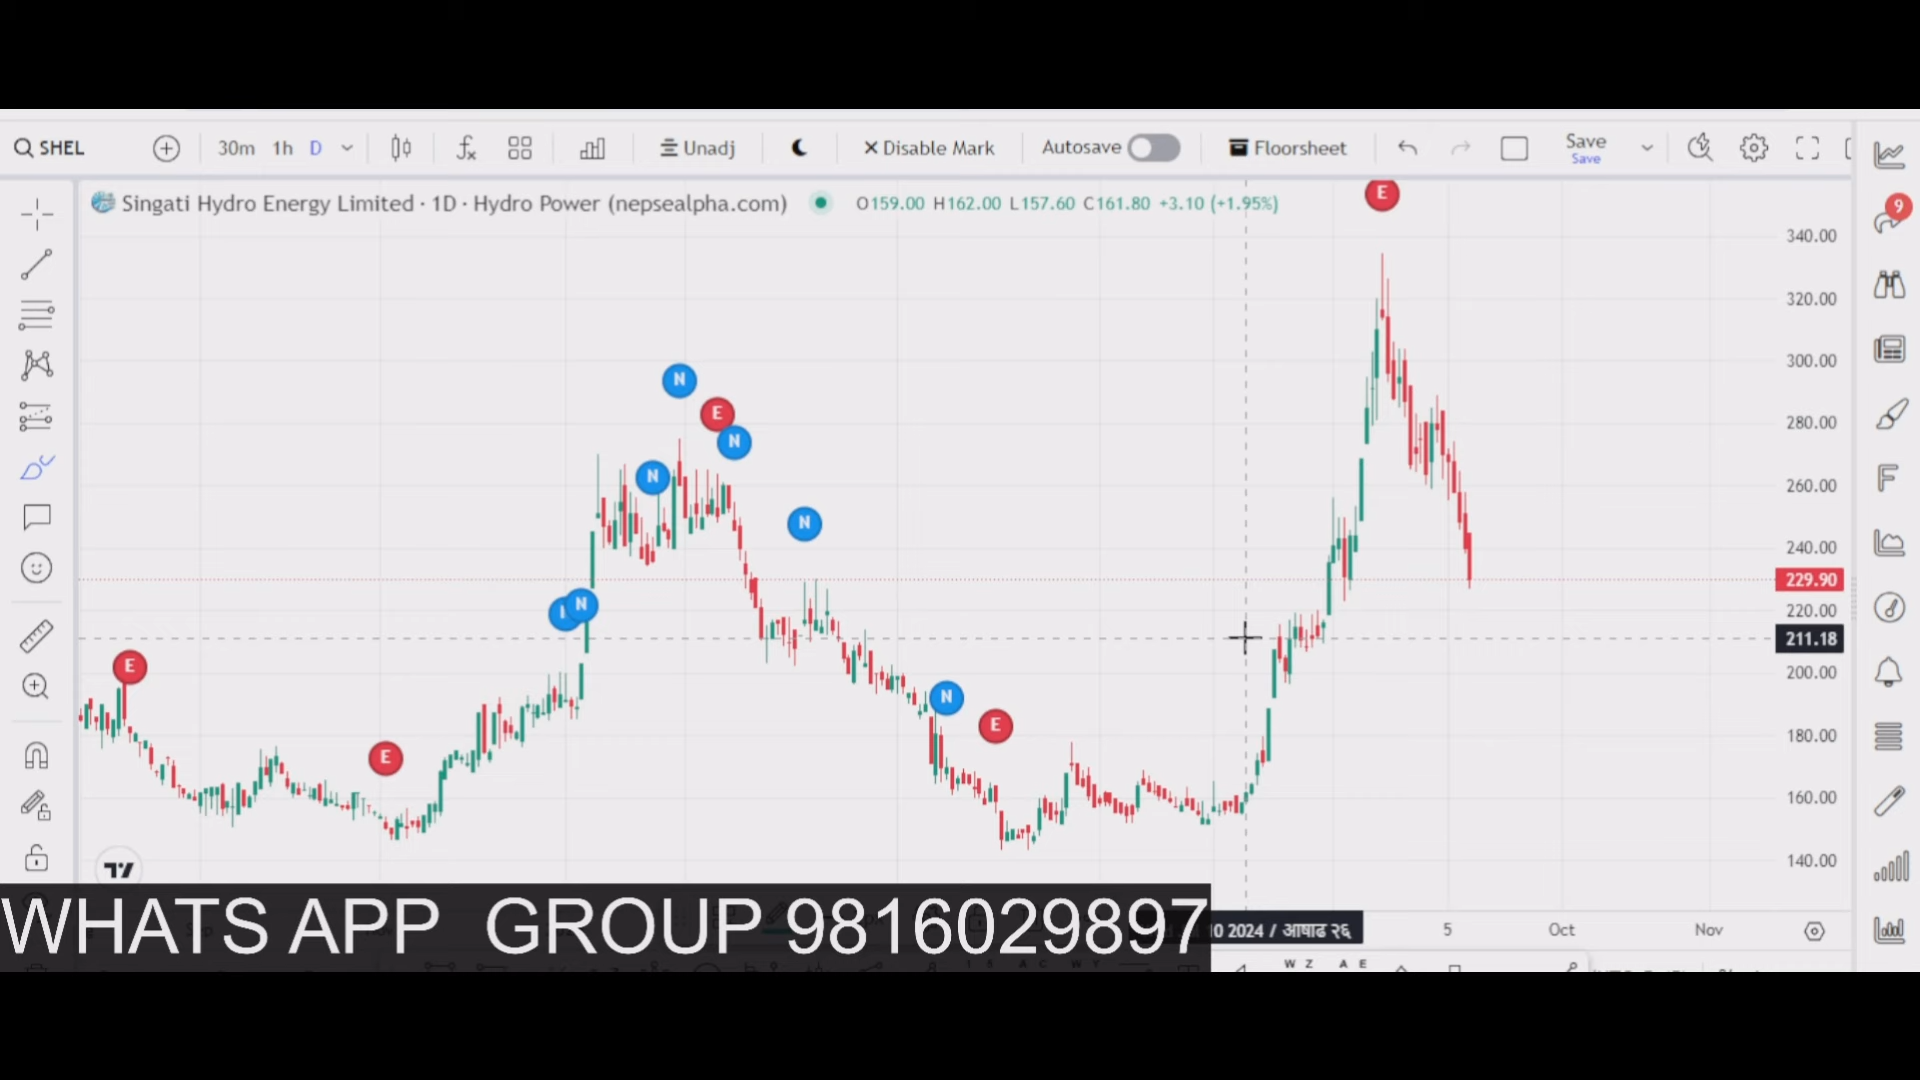 SHEL 30m 1h D Unadj Disable Mark Autosave Floorsheet Save
Save
9
Singati Hydro Energy Limited · 1D · Hydro Power (nepsealpha.com) O159.00 H162.00 L157.60 C161.80 +3.10 (+1.95%)
E
340.00
320.00
300.00
N
E
280.00
N
N
260.00
N
240.00
229.90
N
220.00
211.18
E
200.00
N
E
180.00
E
160.00
140.00
WHATS APP GROUP 9816029897
10 2024 / आषाढ २६ 5 Oct Nov
W Z A E